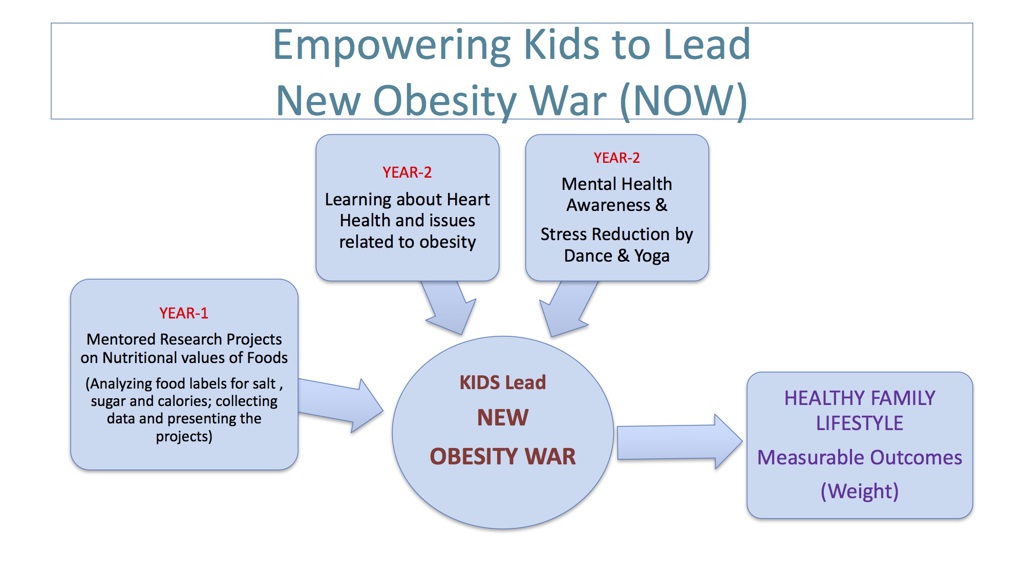 Empowering Kids to Lead
New Obesity War (NOW)
YEAR-2
Learning about Heart
Health and issues
related to obesity
YEAR-2
Mental Health
Awareness &
Stress Reduction by
Dance & Yoga
YEAR-1
Mentored Research Projects
on Nutritional values of Foods
(Analyzing food labels for salt ,
sugar and calories; collecting
data and presenting the
projects)
KIDS Lead
NEW
OBESITY WAR
HEALTHY FAMILY
LIFESTYLE
Measurable Outcomes
(Weight)